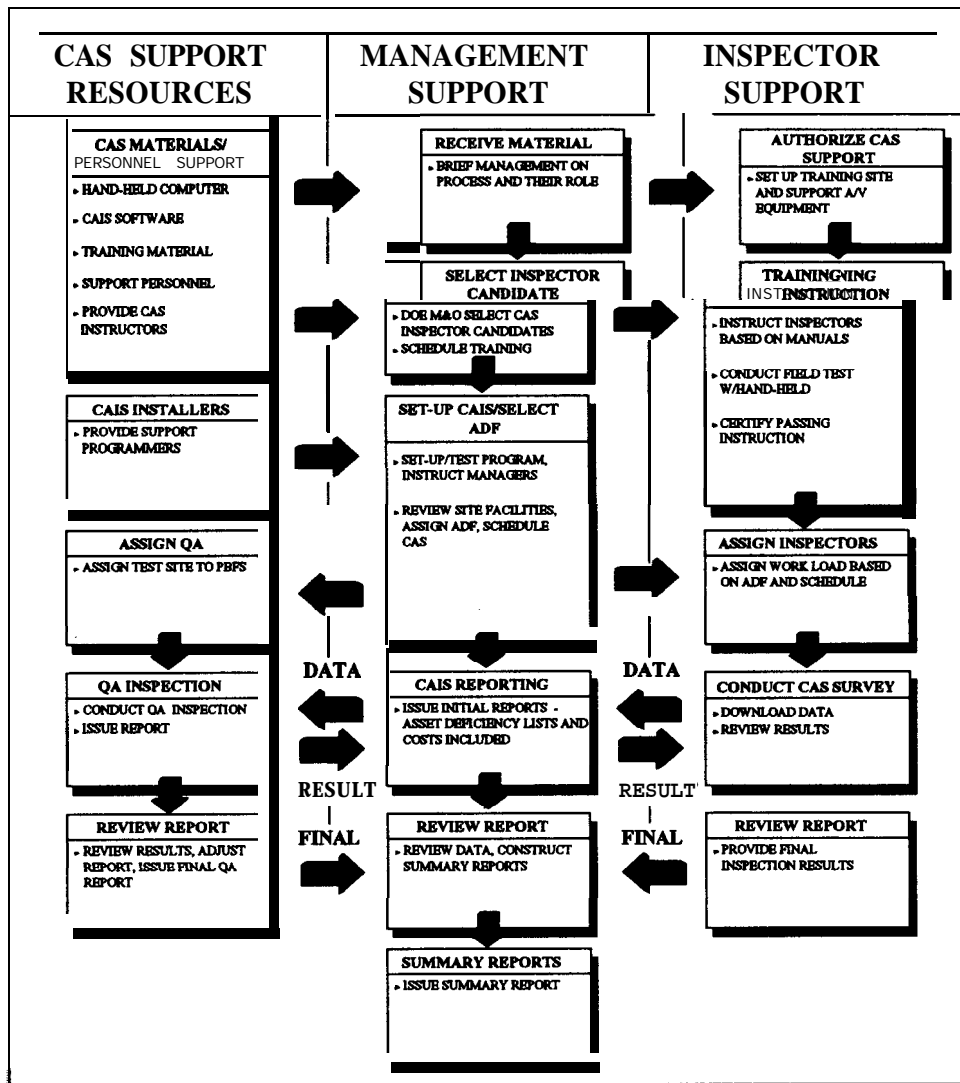 CAS SUPPORT
RESOURCES
MANAGEMENT
SUPPORT
INSPECTOR
SUPPORT
CAS MATERIALS/
PERSONNEL SUPPORT
HAND-HELD COMPUTER
CAIS SOFTWARE
TRAINING MATERIAL
SUPPORT PERSONNEL
PROVIDE CAS
INSTRUCTORS
CAIS INSTALLERS
PROVIDE SUPPORT
PROGRAMMERS
ASSIGN QA
ASSIGN TEST SITE TO PBFS
QA INSPECTION
CONDUCT QA INSPECTION
ISSUE REPORT
REVIEW REPORT
REVIEW RESULTS, ADJUST
REPORT, ISSUE FINAL QA
REPORT
DATA
RESULT
FINAL
RECEIVE MATERIAL
BRIEF MANAGEMENT ON
PROCESS AND THEIR ROLE
SELECT INSPECTOR
CANDIDATE
DOE M&O SELECT CAS
INSPECTOR CANDIDATES
SCHEDULE TRAINING
SET-UP CAIS/SELECT
ADF
SET-UP/TEST PROGRAM,
INSTRUCT MANAGERS
REVIEW SITE FACILITIES,
ASSIGN ADF, SCHEDULE
CAS
CAIS REPORTING
ISSUE INITIAL REPORTS -
ASSET DEFICIENCY LISTS AND
COSTS INCLUDED
REVIEW REPORT
REVIEW DATA, CONSTRUCT
SUMMARY REPORTS
SUMMARY REPORTS
ISSUE SUMMARY REPORT
DATA
RESULT
FINAL
AUTHORIZE CAS
SUPPORT
SET UP TRAINING SITE
AND SUPPORT A/V
EQUIPMENT
INSTRUCTION
INSTRUCT INSPECTORS
BASED ON MANUALS
CONDUCT FIELD TEST
W/HAND-HELD
CERTIFY PASSING
INSTRUCTION
ASSIGN INSPECTORS
ASSIGN WORK LOAD BASED
ON ADF AND SCHEDULE
CONDUCT CAS SURVEY
DOWNLOAD DATA
REVIEW RESULTS
REVIEW REPORT
PROVIDE FINAL
INSPECTION RESULTS